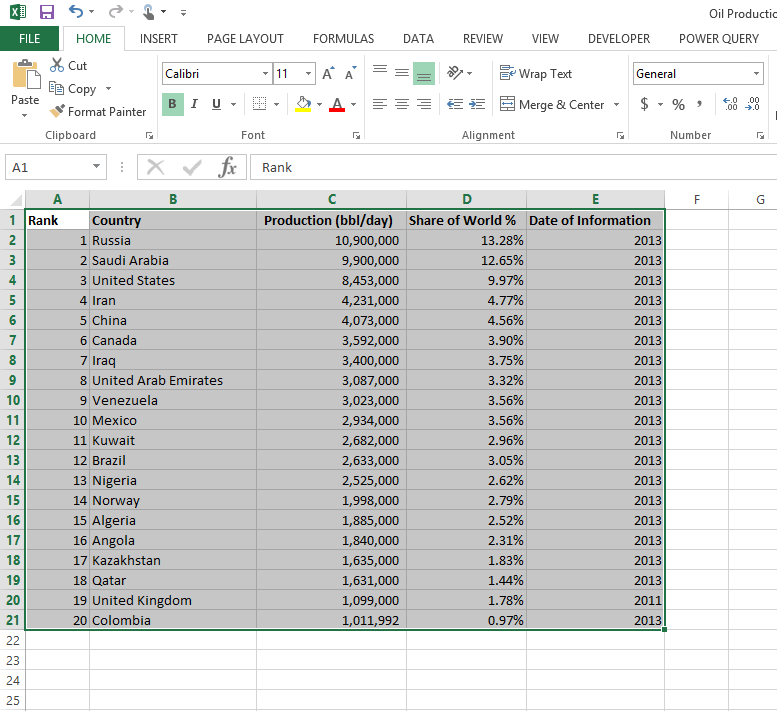 Oil Productio
FILE HOME INSERT PAGE LAYOUT FORMULAS DATA REVIEW VIEW DEVELOPER POWER QUERY
Paste
Cut
Copy
Format Painter
Clipboard
Calibri 11
B I U
Font
Wrap Text
Merge & Center
Alignment
General
$ % ,
Number
A1 fx Rank
A B C D E F G
1 Rank Country Production (bbl/day) Share of World % Date of Information
2 1 Russia 10,900,000 13.28% 2013
3 2 Saudi Arabia 9,900,000 12.65% 2013
4 3 United States 8,453,000 9.97% 2013
5 4 Iran 4,231,000 4.77% 2013
6 5 China 4,073,000 4.56% 2013
7 6 Canada 3,592,000 3.90% 2013
8 7 Iraq 3,400,000 3.75% 2013
9 8 United Arab Emirates 3,087,000 3.32% 2013
10 9 Venezuela 3,023,000 3.56% 2013
11 10 Mexico 2,934,000 3.56% 2013
12 11 Kuwait 2,682,000 2.96% 2013
13 12 Brazil 2,633,000 3.05% 2013
14 13 Nigeria 2,525,000 2.62% 2013
15 14 Norway 1,998,000 2.79% 2013
16 15 Algeria 1,885,000 2.52% 2013
17 16 Angola 1,840,000 2.31% 2013
18 17 Kazakhstan 1,635,000 1.83% 2013
19 18 Qatar 1,631,000 1.44% 2013
20 19 United Kingdom 1,099,000 1.78% 2011
21 20 Colombia 1,011,992 0.97% 2013
22
23
24
25